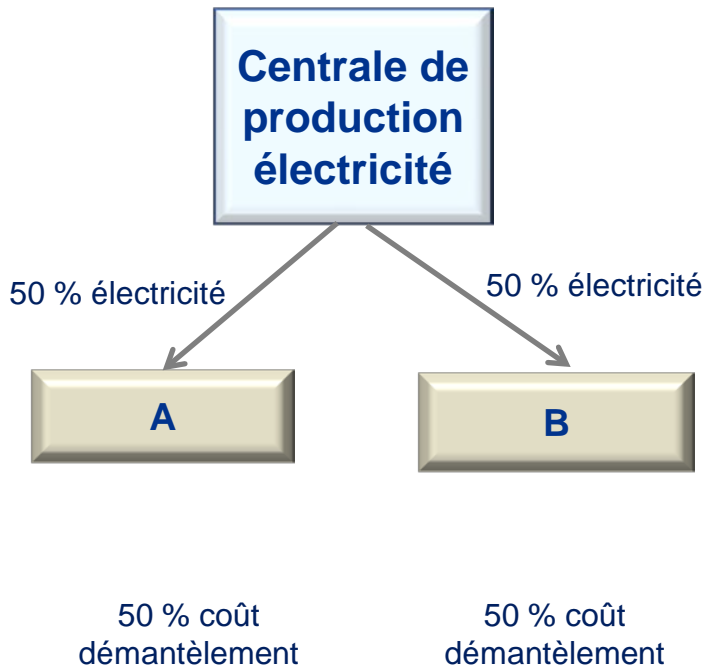 Centrale de
production
électricité
50 % électricité
50 % électricité
A
B
50 % coût
démantèlement
50 % coût
démantèlement